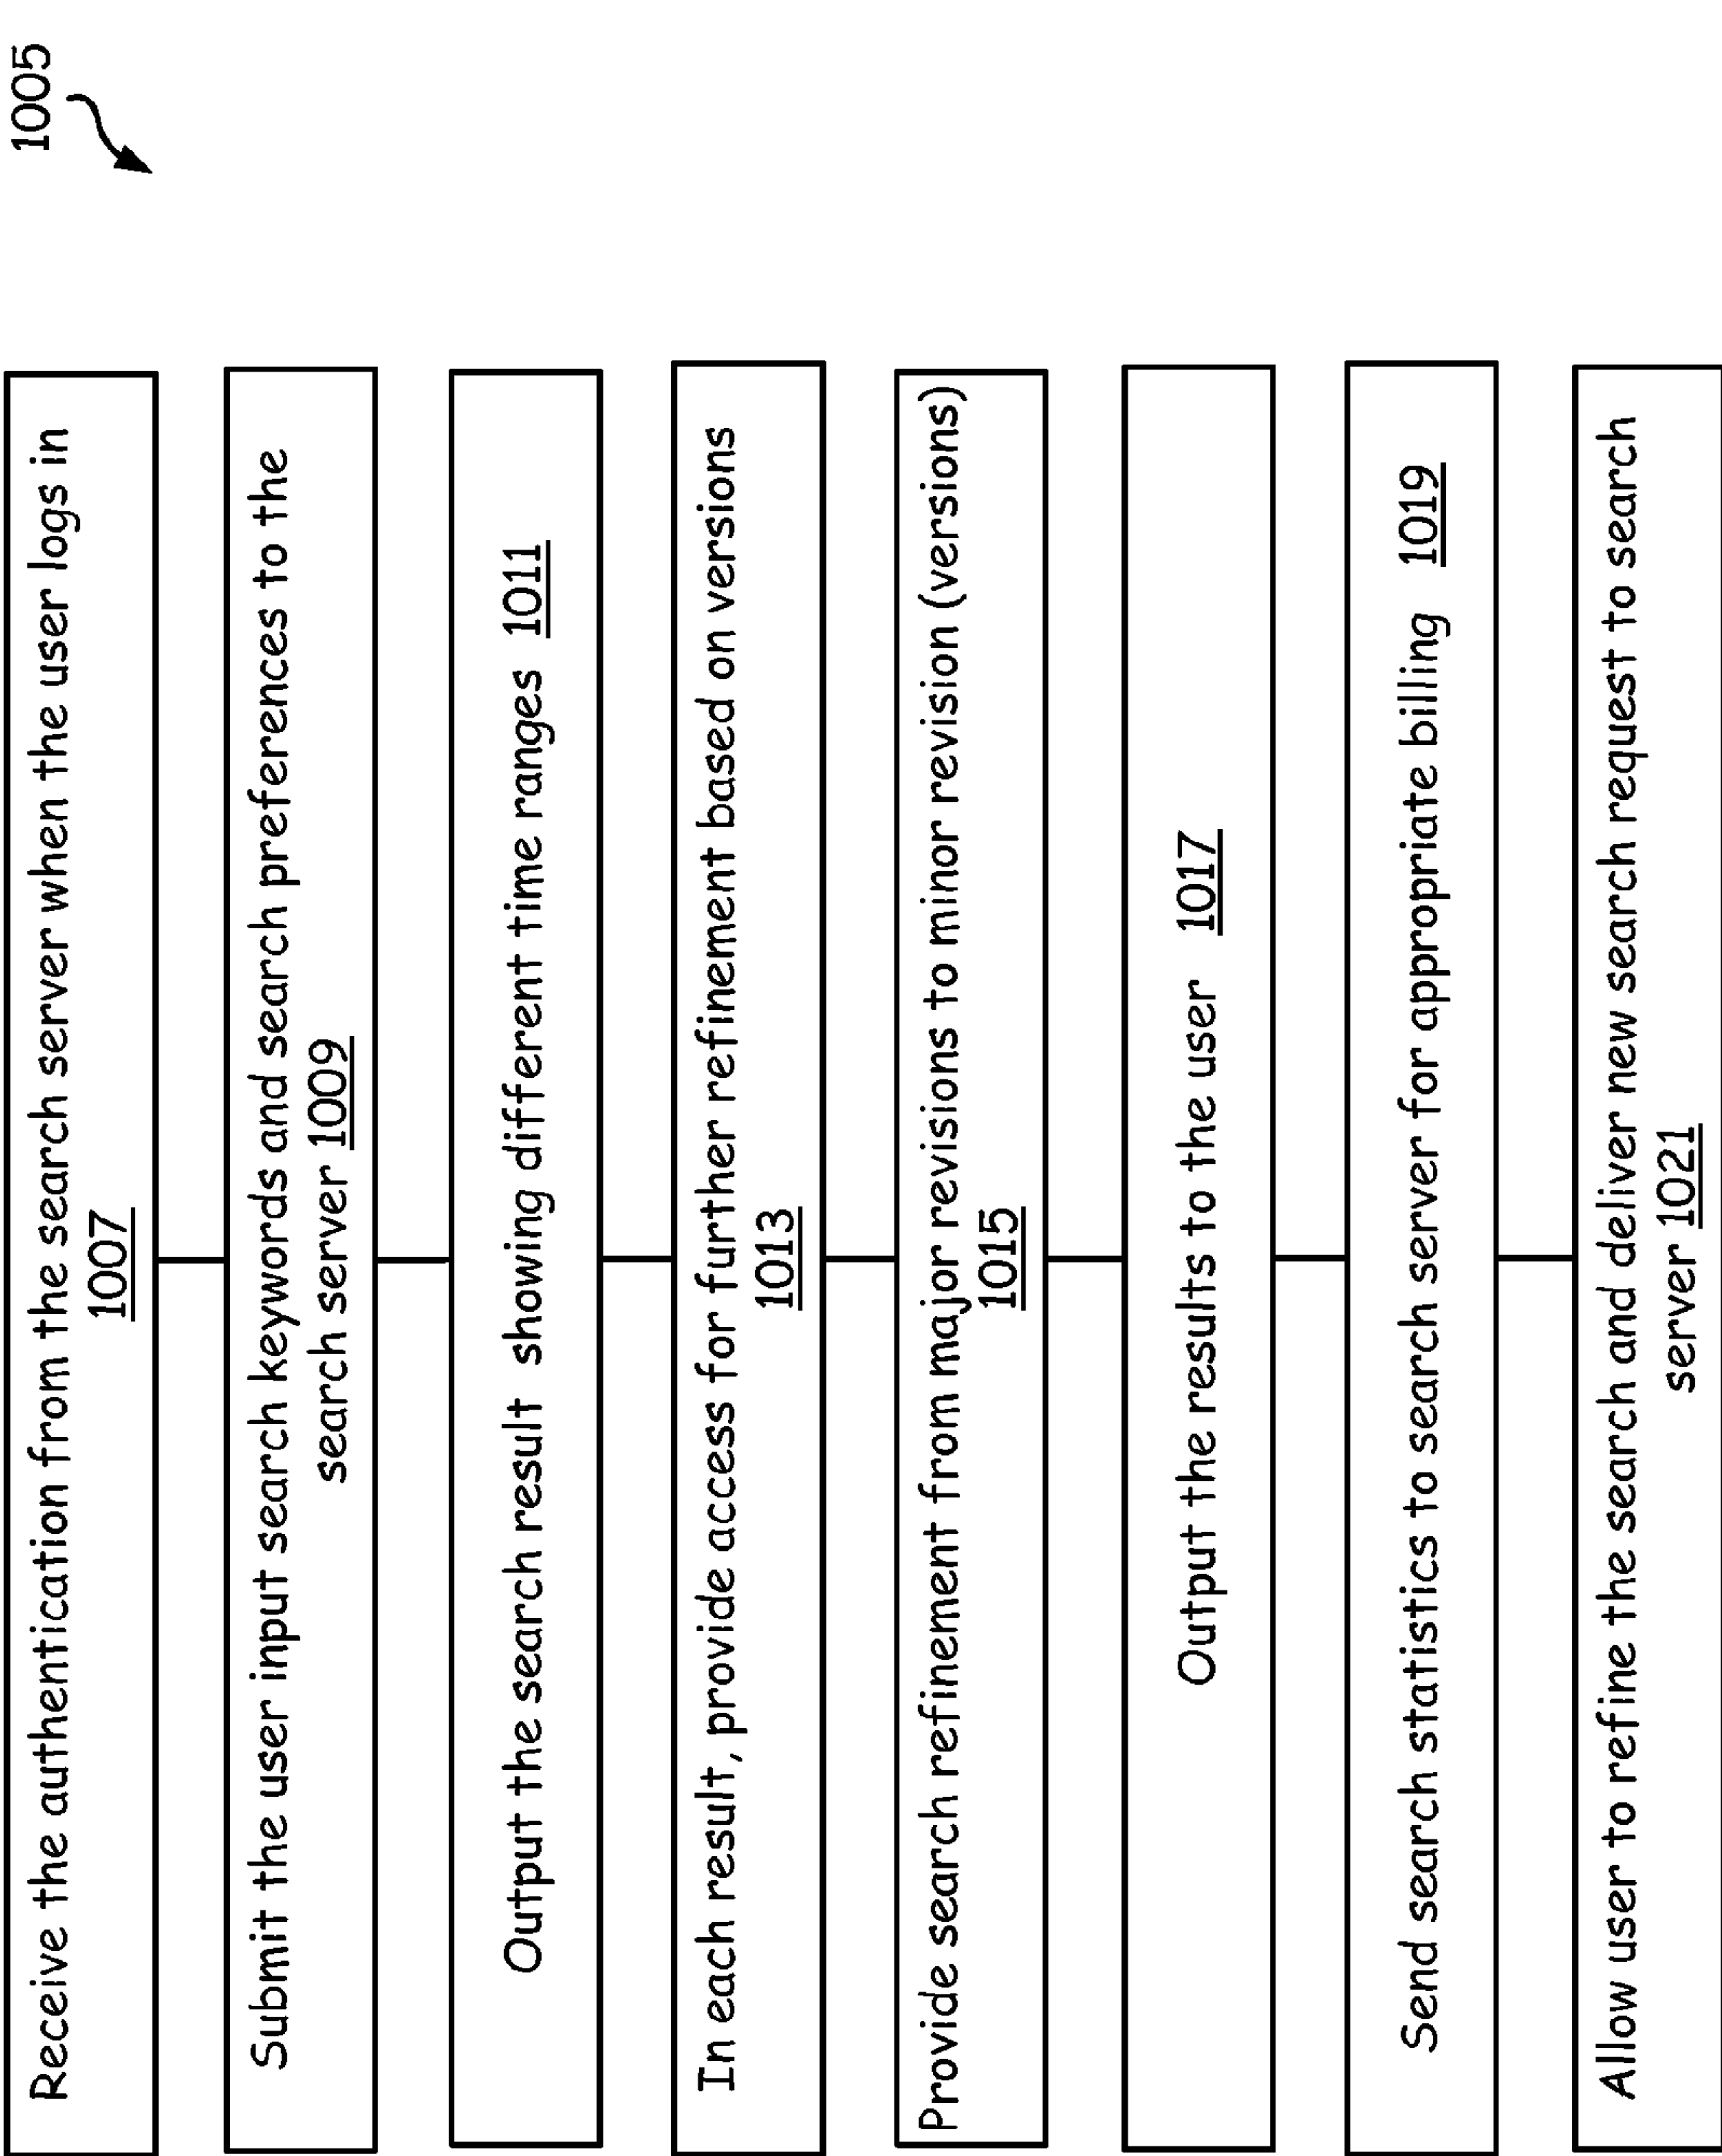 1005
Receive the authentication from the search server when the user logs in
1007
Submit the user input search keywords and search preferences to the
search server 1009
Output the search result showing different time ranges 1011
In each result, provide access for further refinement based on versions
1013
Provide search refinement from major revisions to minor revision (versions)
1015
Output the results to the user 1017
Send search statistics to search server for appropriate billing 1019
Allow user to refine the search and deliver new search request to search
server 1021